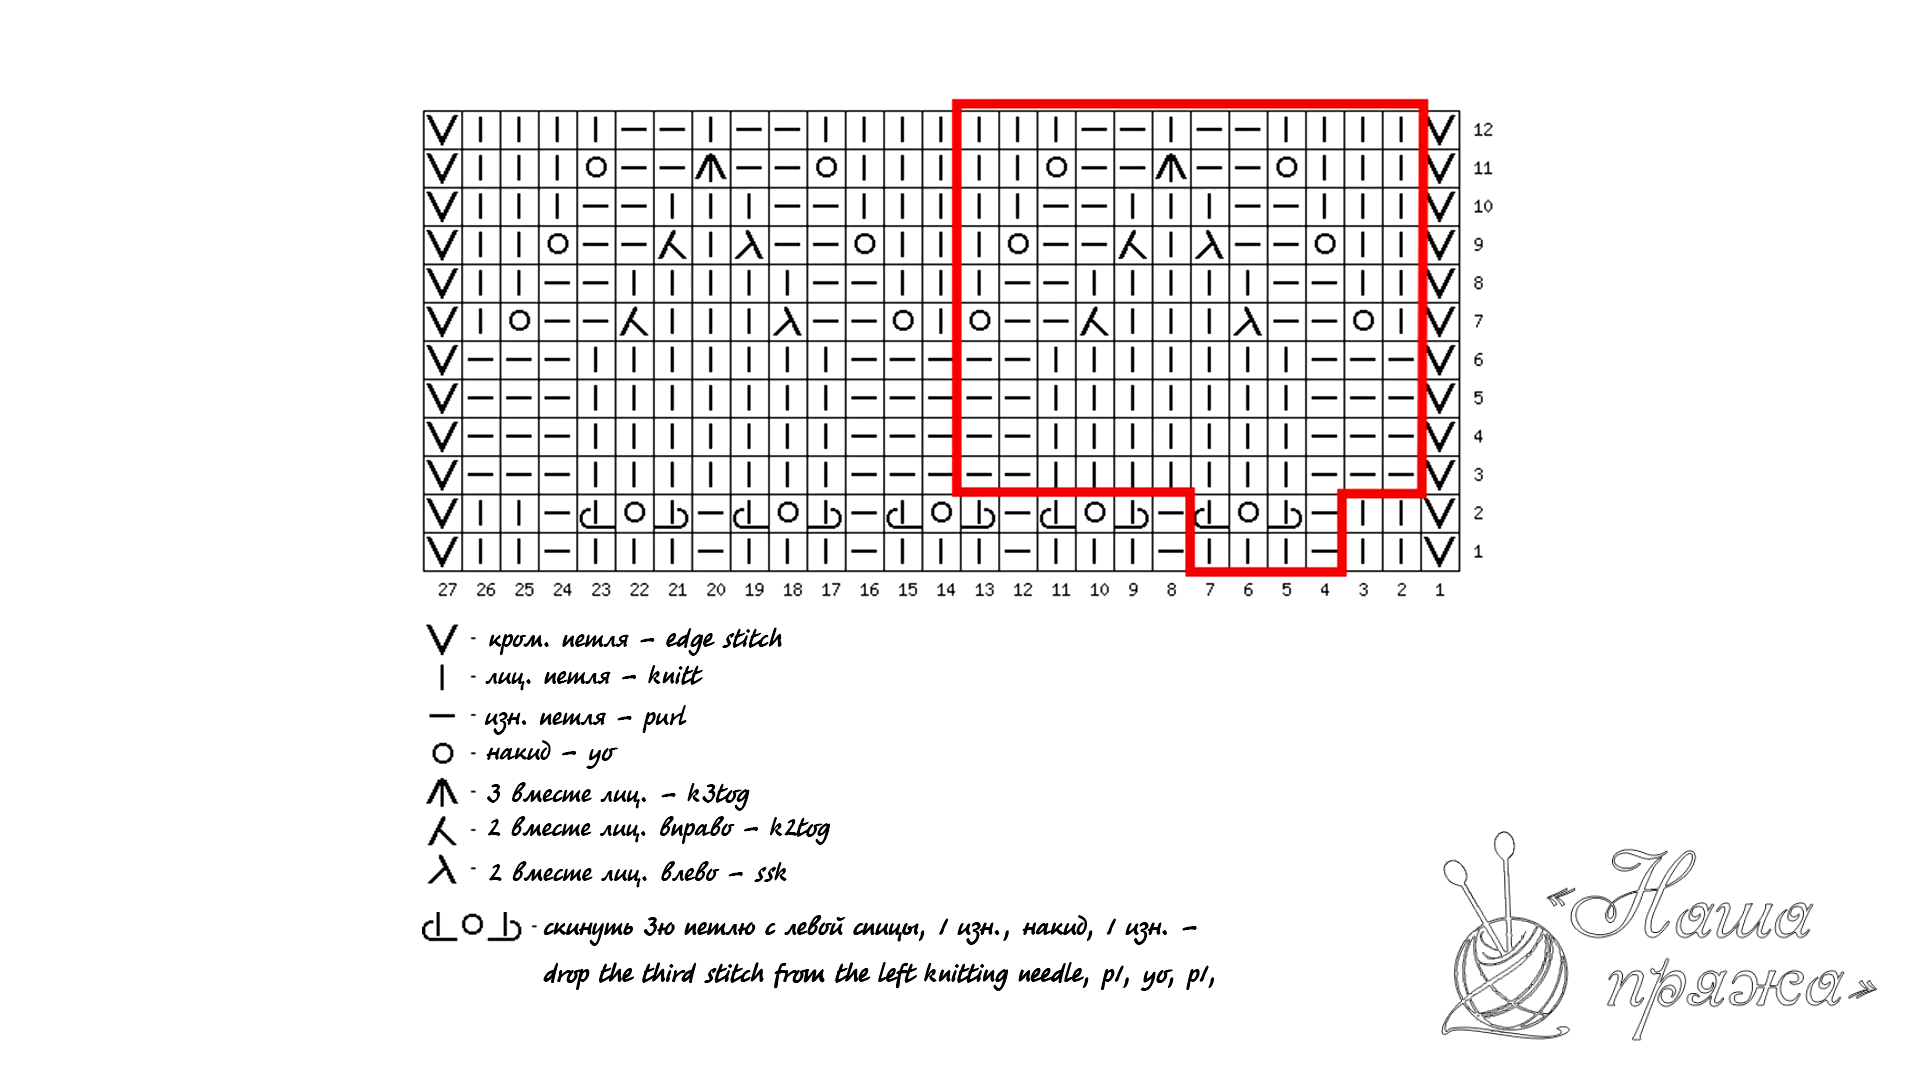 12
11
10
9
8
7
6
5
4
3
2
1
27 26 25 24 23 22 21 20 19 18 17 16 15 14 13 12 11 10 9 8 7 6 5 4 3 2 1
- кром. петля – edge stitch
- лиц. петля – knitt
- изн. петля – purl
- накид – yo
- 3 вместе лиц. – k3tog
- 2 вместе лиц. вправо – k2tog
- 2 вместе лиц. влево – ssk
- скинуть 3ю петлю с левой спицы, 1 изн., накид, 1 изн. –
drop the third stitch from the left knitting needle, p1, yo, p1,
«Наша
пряжа»